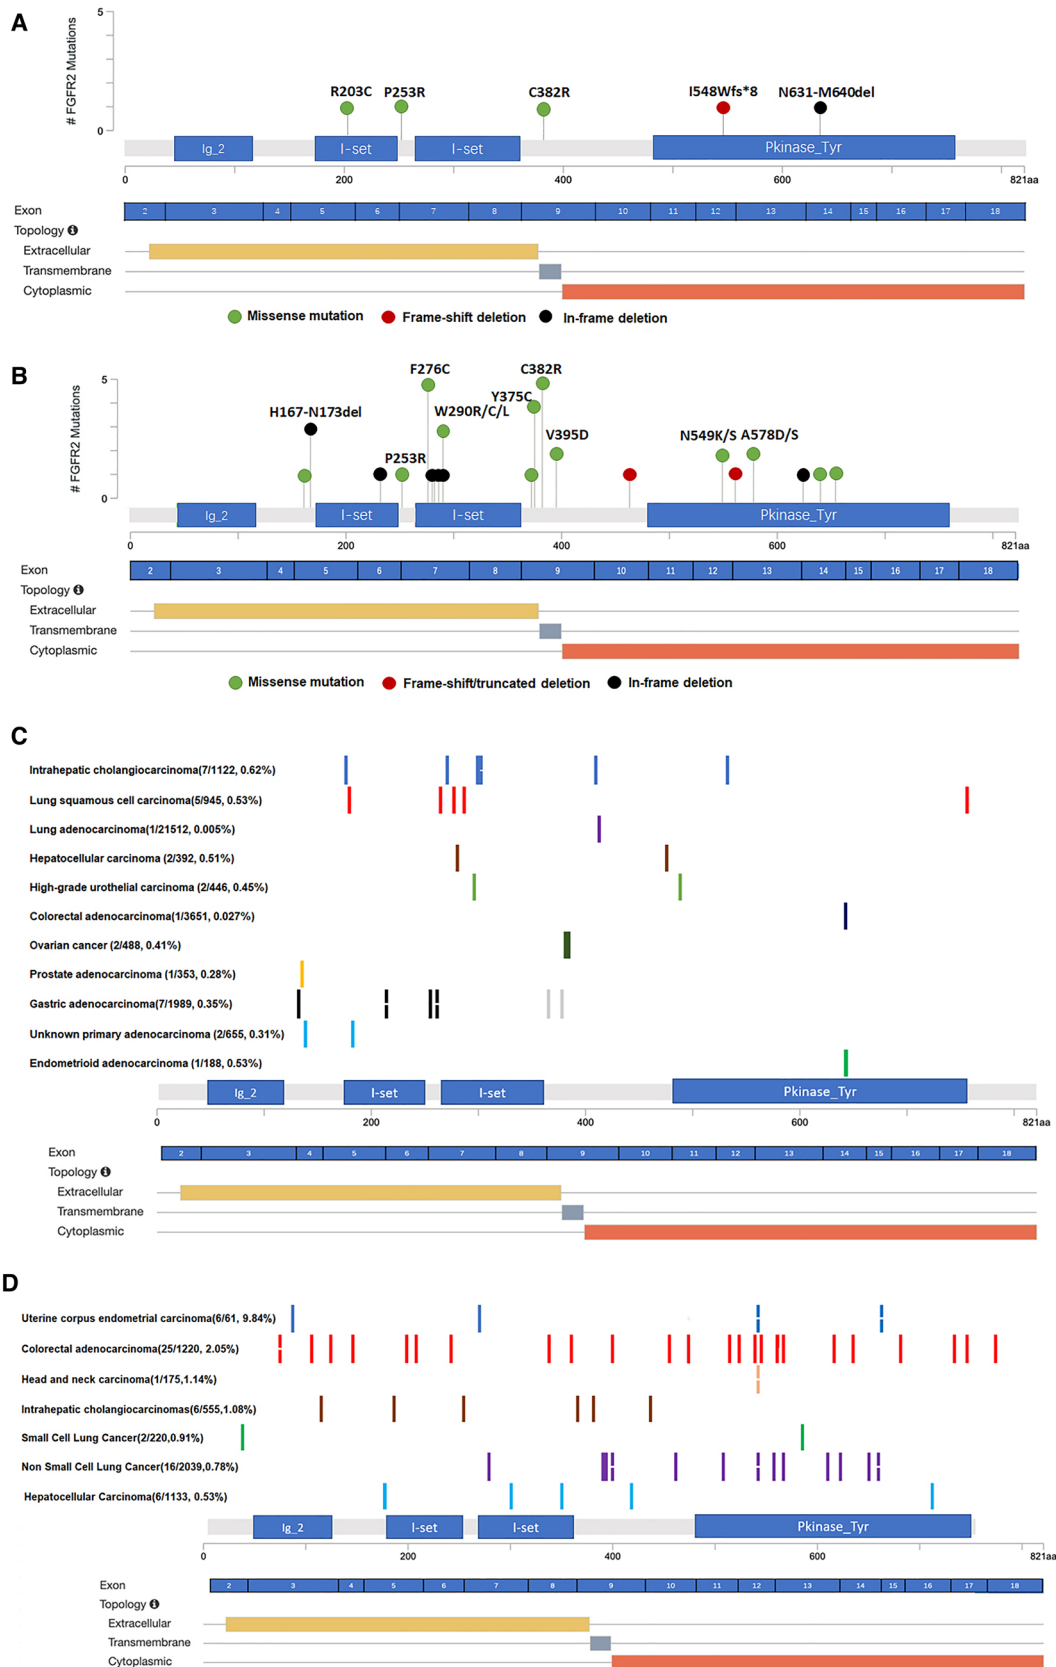 A
# FGFR2 Mutations
5
0
R203C
P253R
C382R
I548Wfs*8
N631-M640del
Ig_2
I-set
I-set
Pkinase_Tyr
0
200
400
600
821aa
Exon
2 3 4 5 6 7 8 9 10 11 12 13 14 15 16 17 18
Topology
Extracellular
Transmembrane
Cytoplasmic
Missense mutation Frame-shift deletion In-frame deletion
B
# FGFR2 Mutations
5
0
H167-N173del
P253R
F276C
W290R/C/L
Y375C
C382R
V395D
N549K/S
A578D/S
Ig_2
I-set
I-set
Pkinase_Tyr
0
200
400
600
821aa
Exon
2 3 4 5 6 7 8 9 10 11 12 13 14 15 16 17 18
Topology
Extracellular
Transmembrane
Cytoplasmic
Missense mutation Frame-shift/truncated deletion In-frame deletion
C
Intrahepatic cholangiocarcinoma(7/1122, 0.62%)
Lung squamous cell carcinoma(5/945, 0.53%)
Lung adenocarcinoma(1/21512, 0.005%)
Hepatocellular carcinoma (2/392, 0.51%)
High-grade urothelial carcinoma (2/446, 0.45%)
Colorectal adenocarcinoma(1/3651, 0.027%)
Ovarian cancer (2/488, 0.41%)
Prostate adenocarcinoma (1/353, 0.28%)
Gastric adenocarcinoma(7/1989, 0.35%)
Unknown primary adenocarcinoma (2/655, 0.31%)
Endometrioid adenocarcinoma (1/188, 0.53%)
Ig_2
I-set
I-set
Pkinase_Tyr
0
200
400
600
821aa
Exon
2 3 4 5 6 7 8 9 10 11 12 13 14 15 16 17 18
Topology
Extracellular
Transmembrane
Cytoplasmic
D
Uterine corpus endometrial carcinoma(6/61, 9.84%)
Colorectal adenocarcinoma(25/1220, 2.05%)
Head and neck carcinoma(1/175,1.14%)
Intrahepatic cholangiocarcinomas(6/555,1.08%)
Small Cell Lung Cancer(2/220,0.91%)
Non Small Cell Lung Cancer(16/2039,0.78%)
Hepatocellular Carcinoma(6/1133, 0.53%)
Ig_2
I-set
I-set
Pkinase_Tyr
0
200
400
600
821aa
Exon
2 3 4 5 6 7 8 9 10 11 12 13 14 15 16 17 18
Topology
Extracellular
Transmembrane
Cytoplasmic